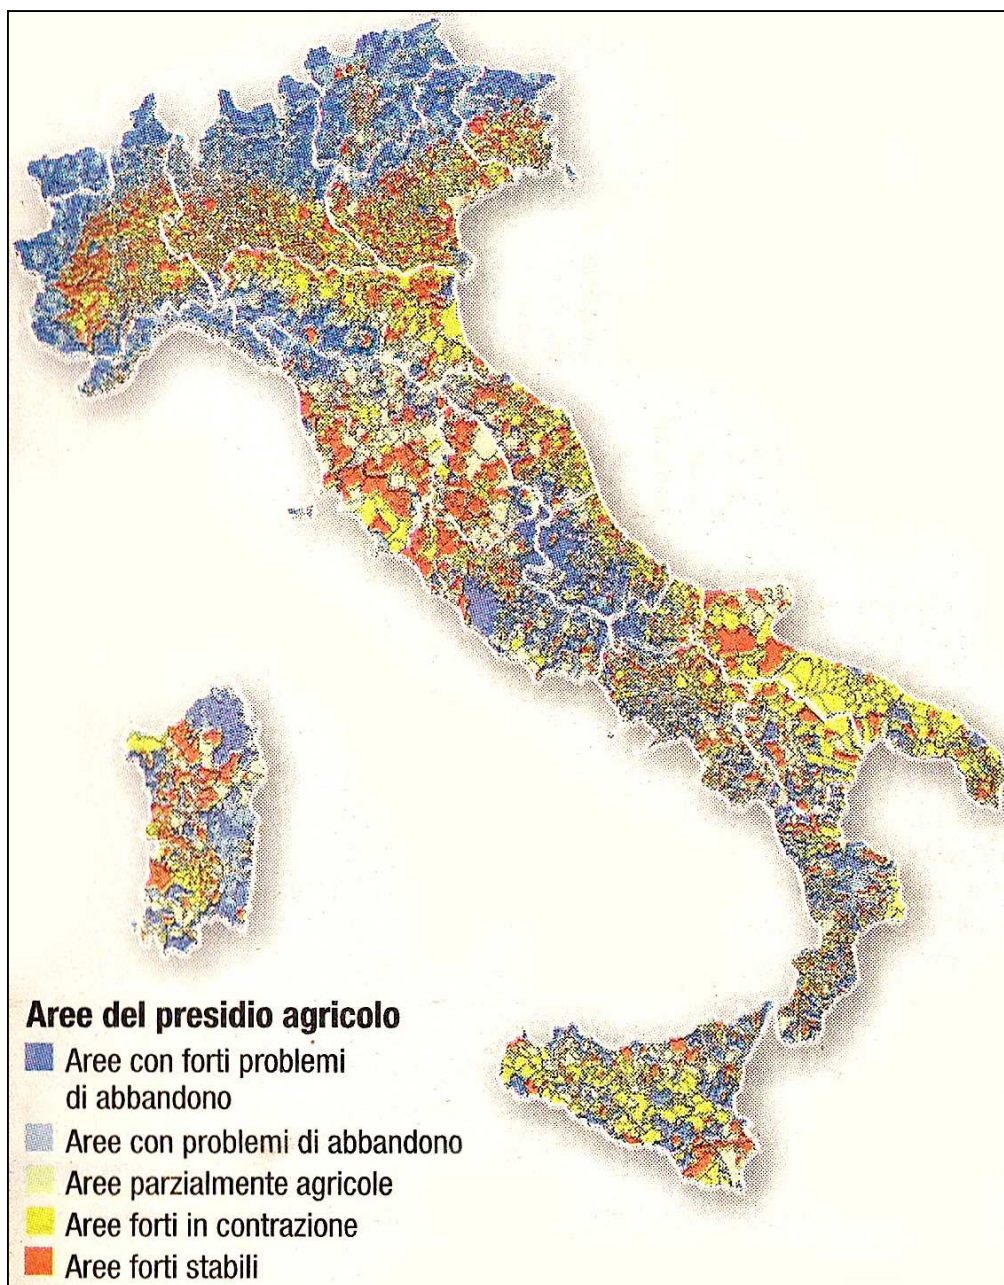 Aree del presidio agricolo
Aree con forti problemi
di abbandono
Aree con problemi di abbandono
Aree parzialmente agricole
Aree forti in contrazione
Aree forti stabili